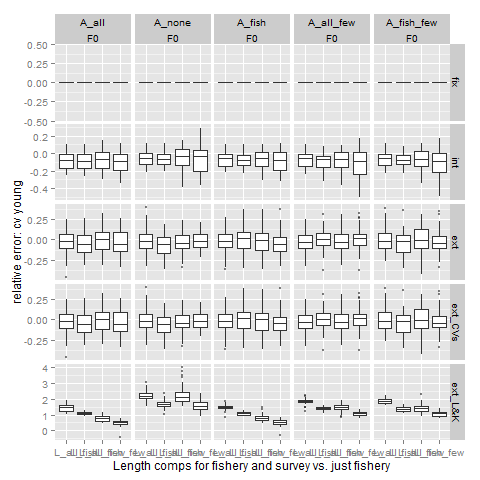 A_all A_none A_fish A_all_few A_fish_few
F0 F0 F0 F0 F0
0.50
0.25
0.00
-0.25
-0.50
fix
0.2
0.0
-0.2
-0.4
int
0.25
0.00
-0.25
ext
0.25
0.00
-0.25
ext_CVs
4
3
2
1
0
ext_L&K
relative error: cv young
Length comps for fishery and survey vs. just fishery